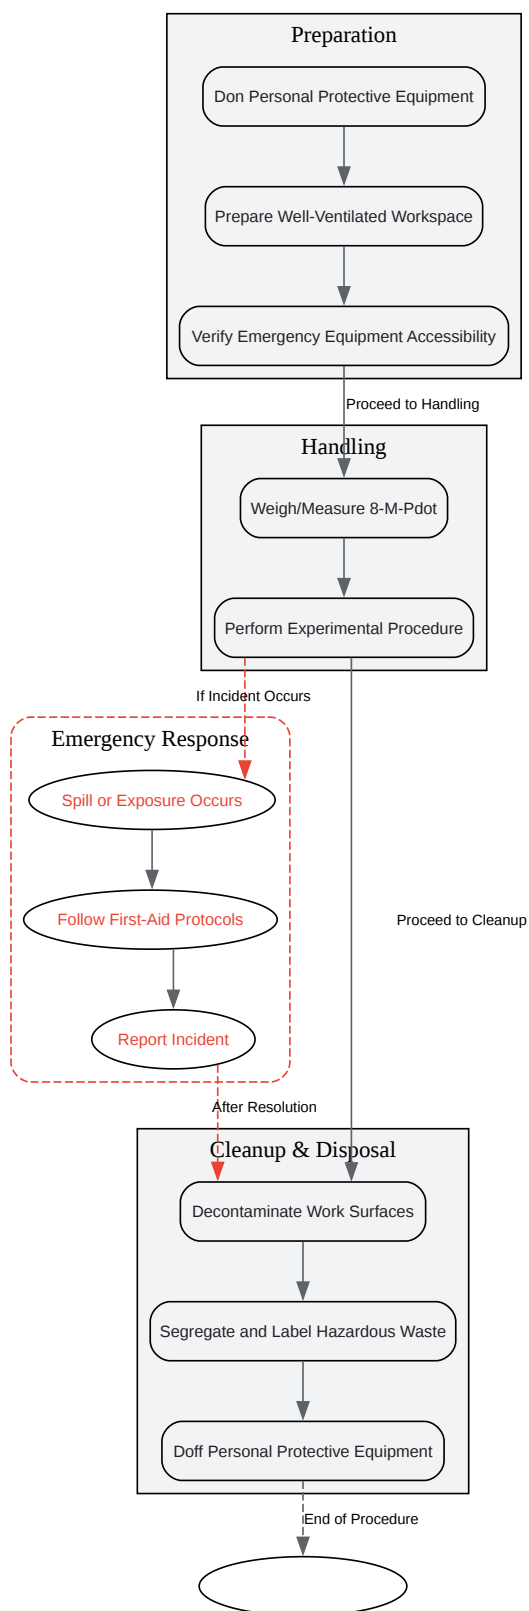 Preparation
Don Personal Protective Equipment
Prepare Well-Ventilated Workspace
Verify Emergency Equipment Accessibility
Proceed to Handling
Handling
Weigh/Measure 8-M-Pdot
Perform Experimental Procedure
If Incident Occurs
Emergency Response
Spill or Exposure Occurs
Follow First-Aid Protocols
Proceed to Cleanup
Report Incident
After Resolution
Cleanup & Disposal
Decontaminate Work Surfaces
Segregate and Label Hazardous Waste
Doff Personal Protective Equipment
End of Procedure